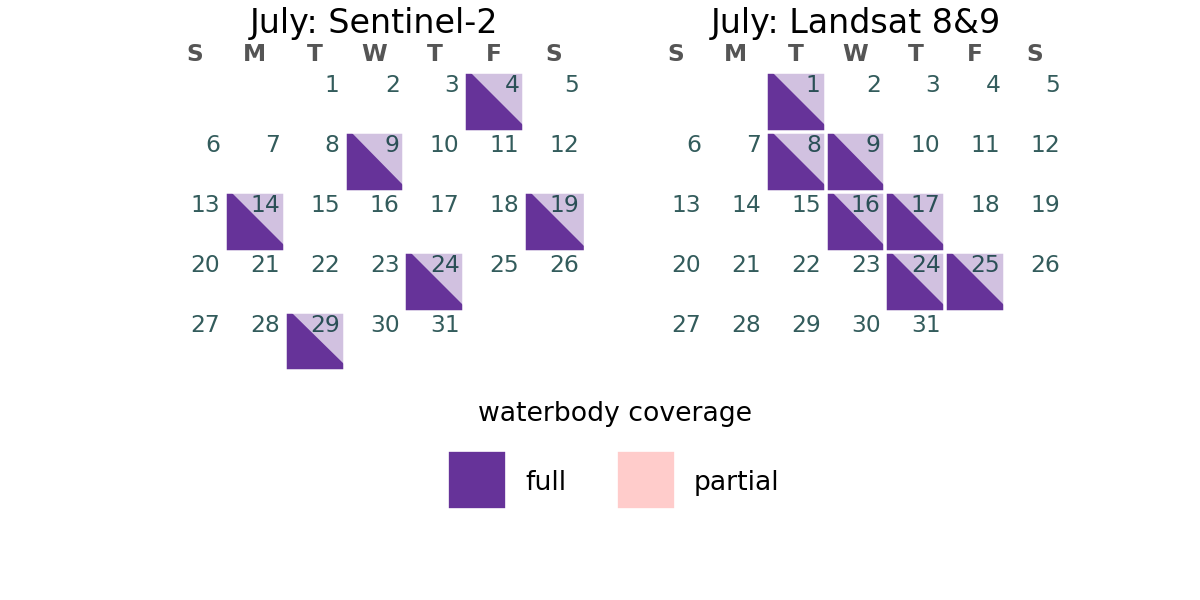 July: Sentinel-2
S M T W T F S
1 2 3 4 5
6 7 8 9 10 11 12
13 14 15 16 17 18 19
20 21 22 23 24 25 26
27 28 29 30 31
July: Landsat 8&9
S M T W T F S
1 2 3 4 5
6 7 8 9 10 11 12
13 14 15 16 17 18 19
20 21 22 23 24 25 26
27 28 29 30 31
waterbody coverage
full partial